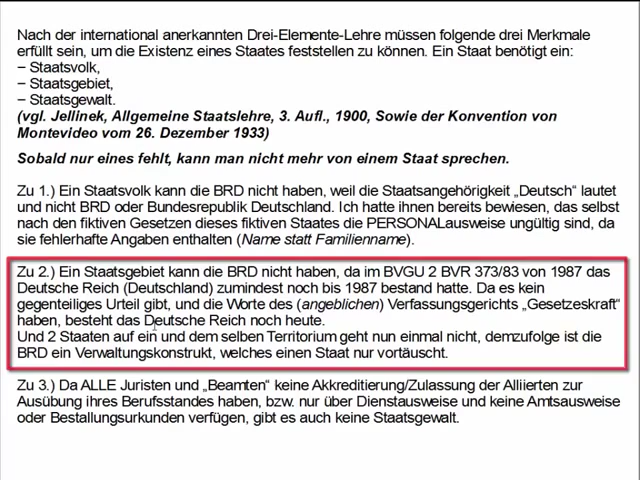 Nach der international anerkannten Drei-Elemente-Lehre müssen folgende drei Merkmale
erfüllt sein, um die Existenz eines Staates feststellen zu können. Ein Staat benötigt ein:
– Staatsvolk,
– Staatsgebiet,
– Staatsgewalt.
(vgl. Jellinek, Allgemeine Staatslehre, 3. Aufl., 1900, Sowie der Konvention von
Montevideo vom 26. Dezember 1933)
Sobald nur eines fehlt, kann man nicht mehr von einem Staat sprechen.
Zu 1.) Ein Staatsvolk kann die BRD nicht haben, weil die Staatsangehörigkeit „Deutsch“ lautet
und nicht BRD oder Bundesrepublik Deutschland. Ich hatte ihnen bereits bewiesen, das selbst
nach den fiktiven Gesetzen dieses fiktiven Staates die PERSONALausweise ungültig sind, da
sie fehlerhafte Angaben enthalten (Name statt Familienname).
Zu 2.) Ein Staatsgebiet kann die BRD nicht haben, da im BVGU 2 BVR 373/83 von 1987 das
Deutsche Reich (Deutschland) zumindest noch bis 1987 bestand hatte. Da es kein
gegenteiliges Urteil gibt, und die Worte des (angeblichen) Verfassungsgerichts „Gesetzeskraft“
haben, besteht das Deutsche Reich noch heute.
Und 2 Staaten auf ein und dem selben Territorium geht nun einmal nicht, demzufolge ist die
BRD ein Verwaltungskonstrukt, welches einen Staat nur vortäuscht.
Zu 3.) Da ALLE Juristen und „Beamten“ keine Akkreditierung/Zulassung der Alliierten zur
Ausübung ihres Berufsstandes haben, bzw. nur über Dienstausweise und keine Amtsausweise
oder Bestallungsurkunden verfügen, gibt es auch keine Staatsgewalt.